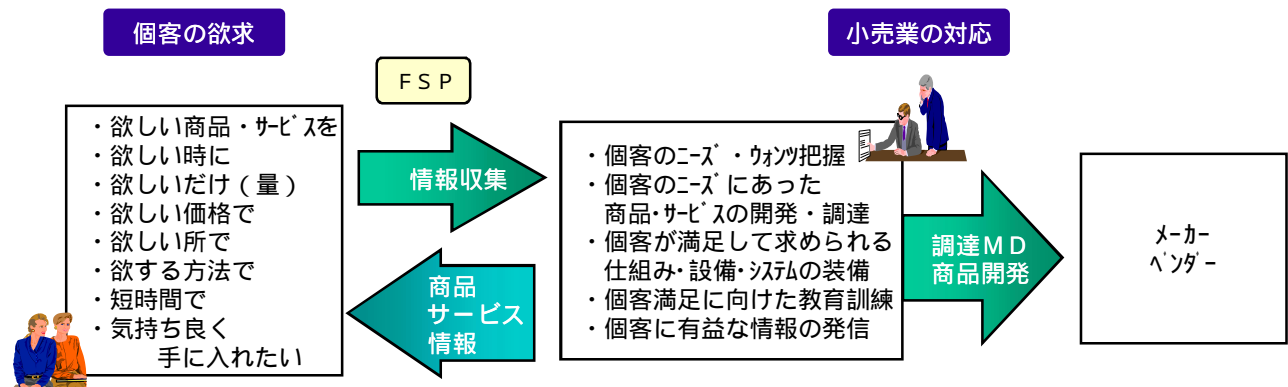 個客の欲求
小売業の対応
ＦＳＰ
・欲しい商品・ｻｰﾋﾞｽを
・欲しい時に
・欲しいだけ（量）
・欲しい価格で
・欲しい所で
・欲する方法で
・短時間で
・気持ち良く
手に入れたい
情報収集
商品
サービス
情報
・個客のﾆｰｽﾞ・ｳｫﾝﾂ把握
・個客のﾆｰｽﾞにあった
商品・ｻｰﾋﾞｽの開発・調達
・個客が満足して求められる
仕組み・設備・ｼｽﾃﾑの装備
・個客満足に向けた教育訓練
・個客に有益な情報の発信
調達ＭＤ
商品開発
ﾒｰｶｰ
ﾍﾞﾝﾀﾞｰ